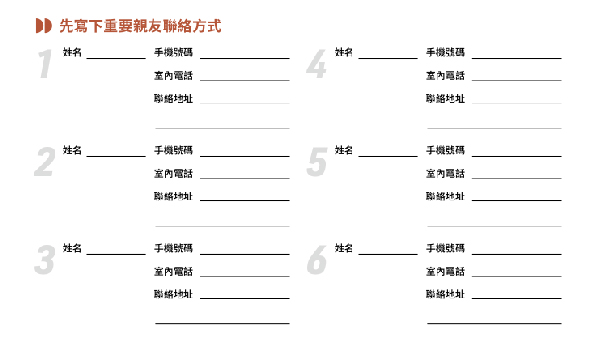 先寫下重要親友聯絡方式
1 姓名 手機號碼
室內電話
聯絡地址
2 姓名 手機號碼
室內電話
聯絡地址
3 姓名 手機號碼
室內電話
聯絡地址
4 姓名 手機號碼
室內電話
聯絡地址
5 姓名 手機號碼
室內電話
聯絡地址
6 姓名 手機號碼
室內電話
聯絡地址